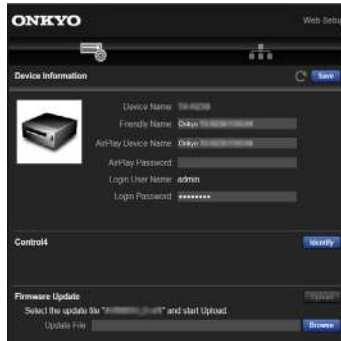 ONKYO
Web Setup
Device Information
Save
Device Name:
Friendly Name: Onkyo
AirPlay Device Name: Onkyo
AirPlay Password:
Login User Name: admin
Login Password: ••••••••
Control4
Identify
Firmware Update
Upload
Select the update file " " and start Upload.
Update File:
Browse